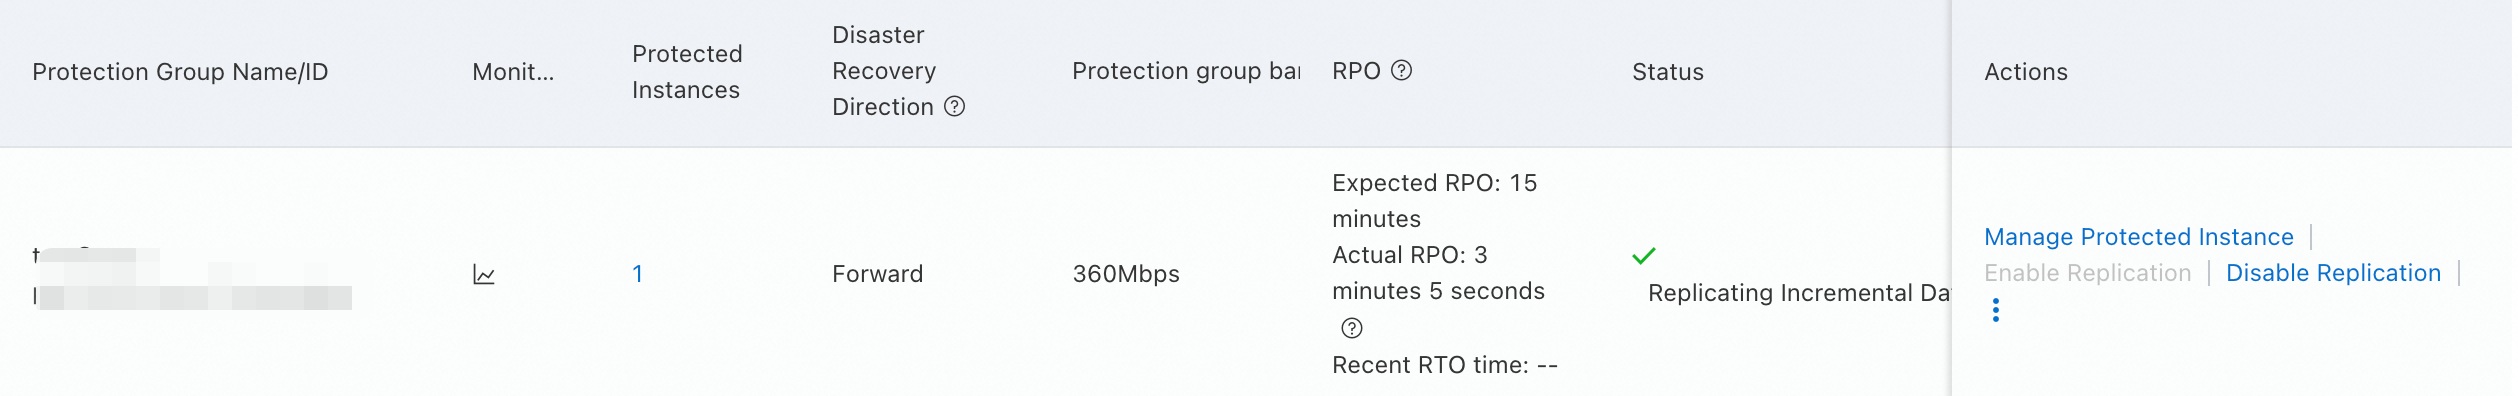 Protection Group Name/ID
Monit...
Protected
Instances
Disaster
Recovery
Direction
Protection group
RPO
Status
Actions
1
Forward
360Mbps
Expected RPO: 15
minutes
Actual RPO: 3
minutes 5 seconds
Recent RTO time: --
Replicating Incremental
Manage Protected Instance
Enable Replication
Disable Replication